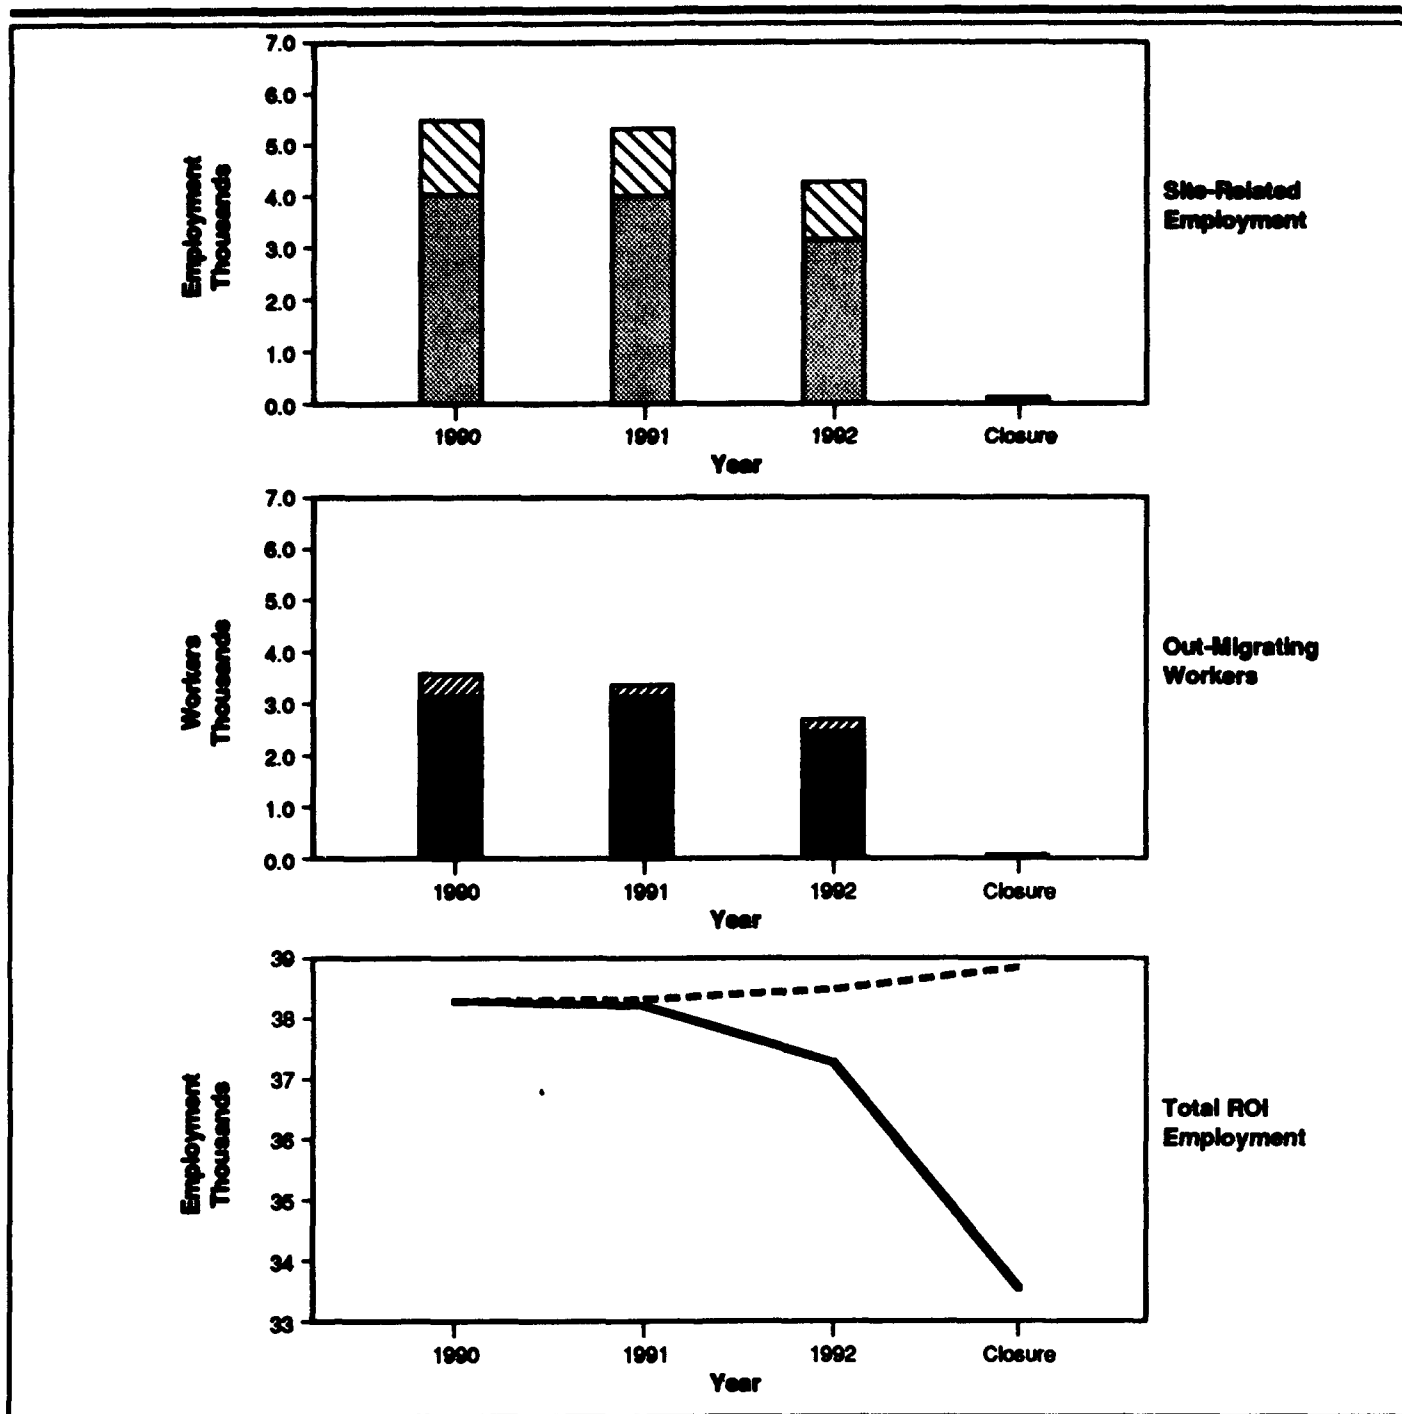 7.0
6.0
5.0
4.0
3.0
2.0
1.0
0.0
Employment
Thousands
1990
1991
1992
Closure
Year
Site-Related
Employment
7.0
6.0
5.0
4.0
3.0
2.0
1.0
0.0
Workers
Thousands
1990
1991
1992
Closure
Year
Out-Migrating
Workers
39
38
37
36
35
34
33
Employment
Thousands
1990
1991
1992
Closure
Year
Total ROI
Employment